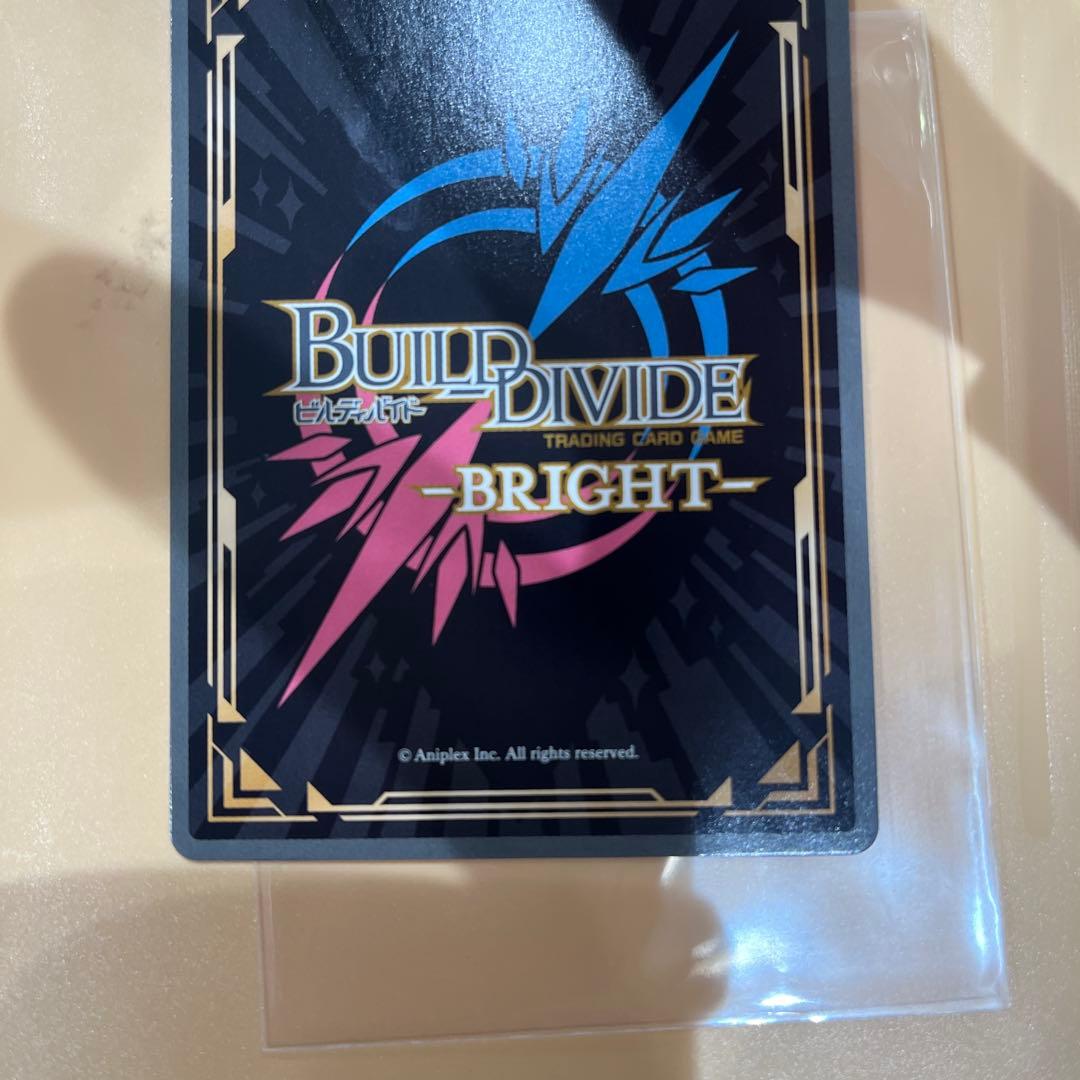 BUILD DIVIDE
ビルディバイド
TRADING CARD GAME
-BRIGHT-
© Aniplex Inc. All rights reserved.